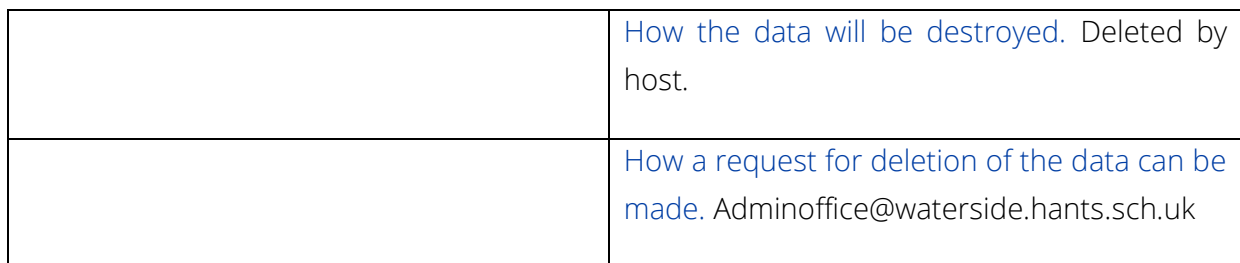 How the data will be destroyed. Deleted by
host.
How a request for deletion of the data can be
made. Adminoffice@waterside.hants.sch.uk